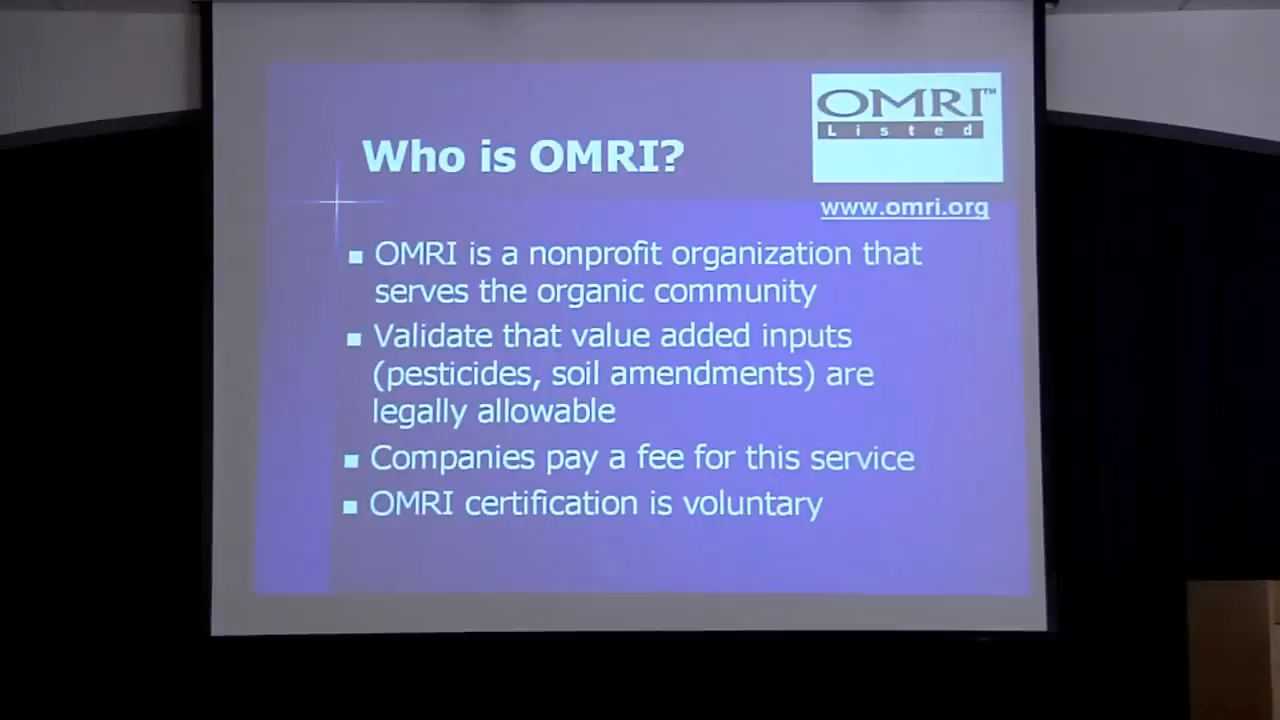 OMRI™
Listed
Who is OMRI?
www.omri.org
■ OMRI is a nonprofit organization that
serves the organic community
■ Validate that value added inputs
(pesticides, soil amendments) are
legally allowable
■ Companies pay a fee for this service
■ OMRI certification is voluntary